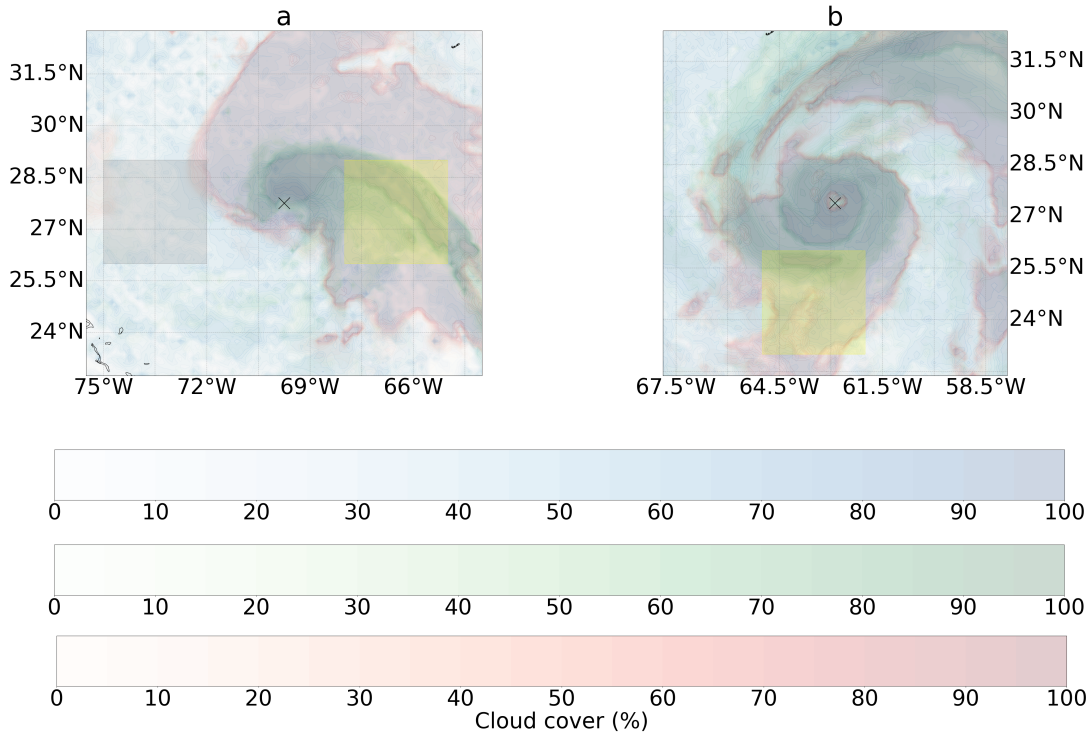 a
b
31.5°N
30°N
28.5°N
27°N
25.5°N
24°N
75°W
72°W
69°W
66°W
31.5°N
30°N
28.5°N
27°N
25.5°N
24°N
67.5°W
64.5°W
61.5°W
58.5°W
0 10 20 30 40 50 60 70 80 90 100
0 10 20 30 40 50 60 70 80 90 100
0 10 20 30 40 50 60 70 80 90 100
Cloud cover (%)